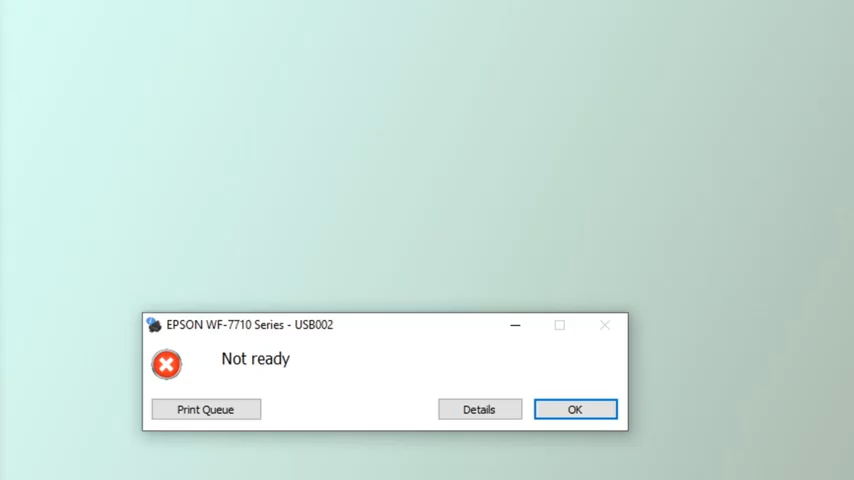 EPSON WF-7710 Series - USB002
Not ready
Print Queue
Details
OK